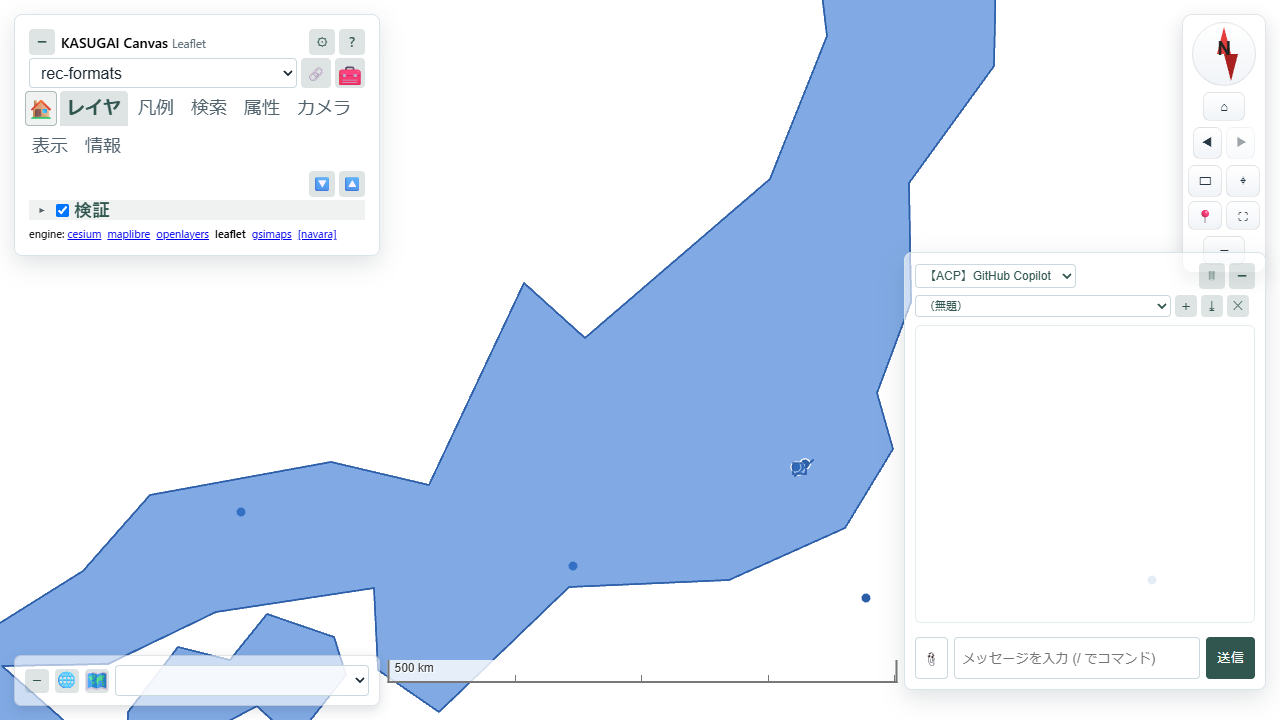 − KASUGAI Canvas Leaflet ⚙ ?
rec-formats
レイヤ 凡例 検索 属性 カメラ
表示 情報
検証
engine: cesium maplibre openlayers leaflet gsimaps [navara]
N
【ACP】GitHub Copilot
（無題）
メッセージを入力 (/ でコマンド)
送信
500 km